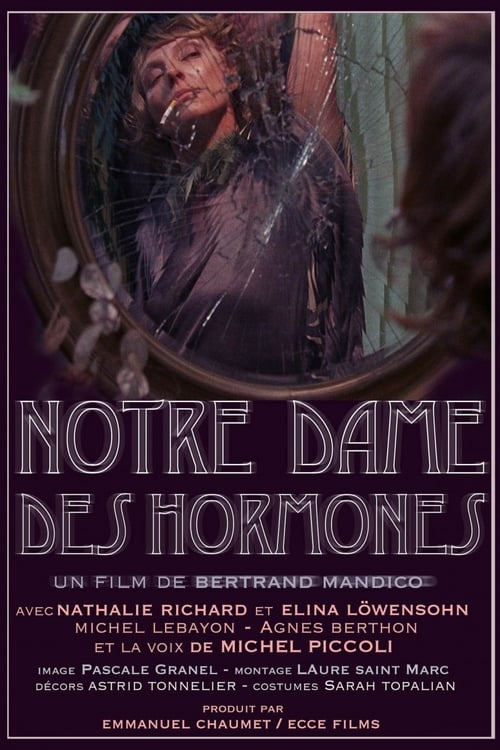 NOTRE DAME
DES HORMONES
UN FILM DE BERTRAND MANDICO
AVEC NATHALIE RICHARD ET ELINA LÖWENSOHN
MICHEL LEBAYON - AGNES BERTHON
ET LA VOIX DE MICHEL PICCOLI
IMAGE PASCALE GRANEL - MONTAGE LAURE SAINT MARC
DÉCORS ASTRID TONNELIER - COSTUMES SARAH TOPALIAN
PRODUIT PAR
EMMANUEL CHAUMET / ECCE FILMS